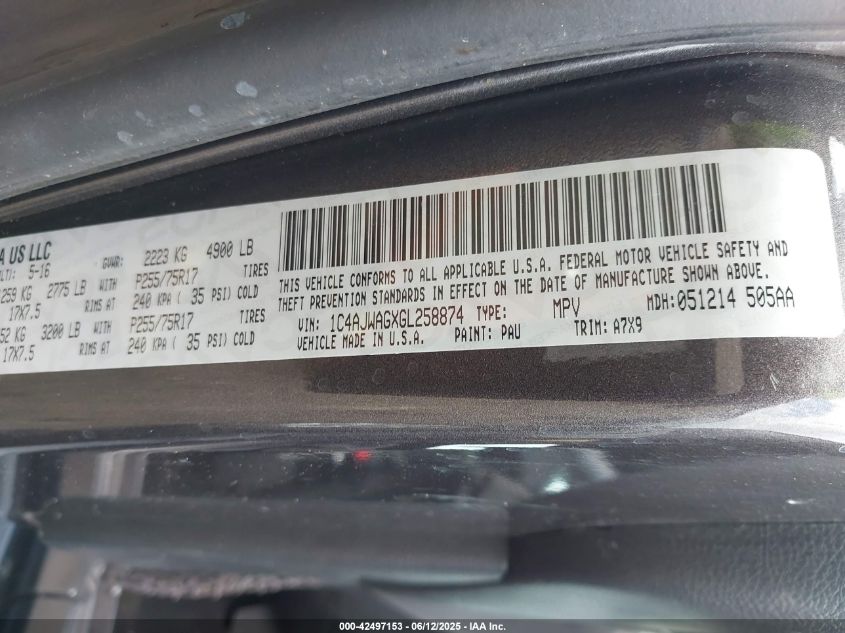 A US LLC
LT): 5-16 GVWR: 2223 KG 4900 LB
259 KG 2775 LB WITH P255/75R17 TIRES
17X7.5 RIMS AT 240 KPA ( 35 PSI) COLD
52 KG 3200 LB WITH P255/75R17 TIRES
17X7.5 RIMS AT 240 KPA ( 35 PSI) COLD
THIS VEHICLE CONFORMS TO ALL APPLICABLE U.S.A. FEDERAL MOTOR VEHICLE SAFETY AND
THEFT PREVENTION STANDARDS IN EFFECT ON THE DATE OF MANUFACTURE SHOWN ABOVE.
VIN: 1C4AJWAGXGL258874 TYPE: MPV MDH:051214 505AA
VEHICLE MADE IN U.S.A. PAINT: PAU TRIM: A7X9
000-42497153 - 06/12/2025 - IAA Inc.